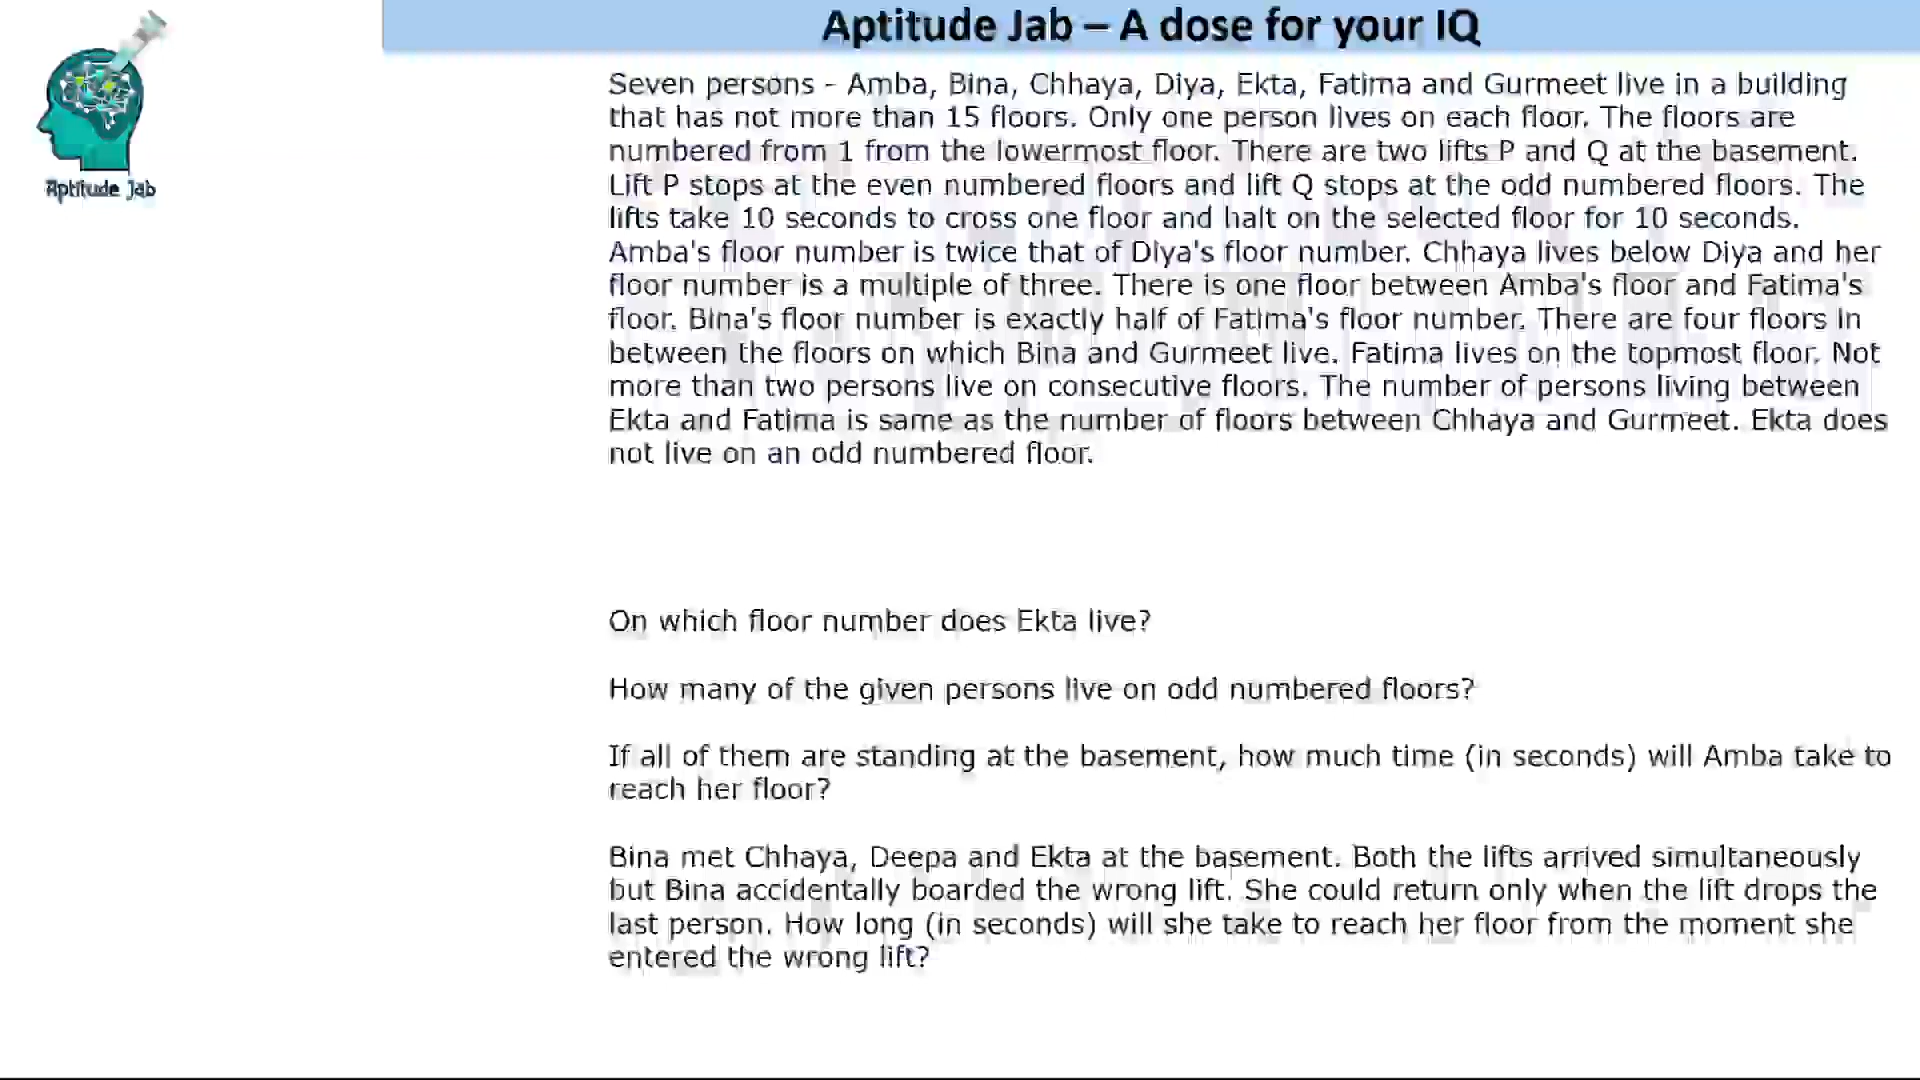 Aptitude Jab – A dose for your IQ
Aptitude Jab
Seven persons - Amba, Bina, Chhaya, Diya, Ekta, Fatima and Gurmeet live in a building
that has not more than 15 floors. Only one person lives on each floor. The floors are
numbered from 1 from the lowermost floor. There are two lifts P and Q at the basement.
Lift P stops at the even numbered floors and lift Q stops at the odd numbered floors. The
lifts take 10 seconds to cross one floor and halt on the selected floor for 10 seconds.
Amba's floor number is twice that of Diya's floor number. Chhaya lives below Diya and her
floor number is a multiple of three. There is one floor between Amba's floor and Fatima's
floor. Bina's floor number is exactly half of Fatima's floor number. There are four floors in
between the floors on which Bina and Gurmeet live. Fatima lives on the topmost floor. Not
more than two persons live on consecutive floors. The number of persons living between
Ekta and Fatima is same as the number of floors between Chhaya and Gurmeet. Ekta does
not live on an odd numbered floor.
On which floor number does Ekta live?
How many of the given persons live on odd numbered floors?
If all of them are standing at the basement, how much time (in seconds) will Amba take to
reach her floor?
Bina met Chhaya, Deepa and Ekta at the basement. Both the lifts arrived simultaneously
but Bina accidentally boarded the wrong lift. She could return only when the lift drops the
last person. How long (in seconds) will she take to reach her floor from the moment she
entered the wrong lift?